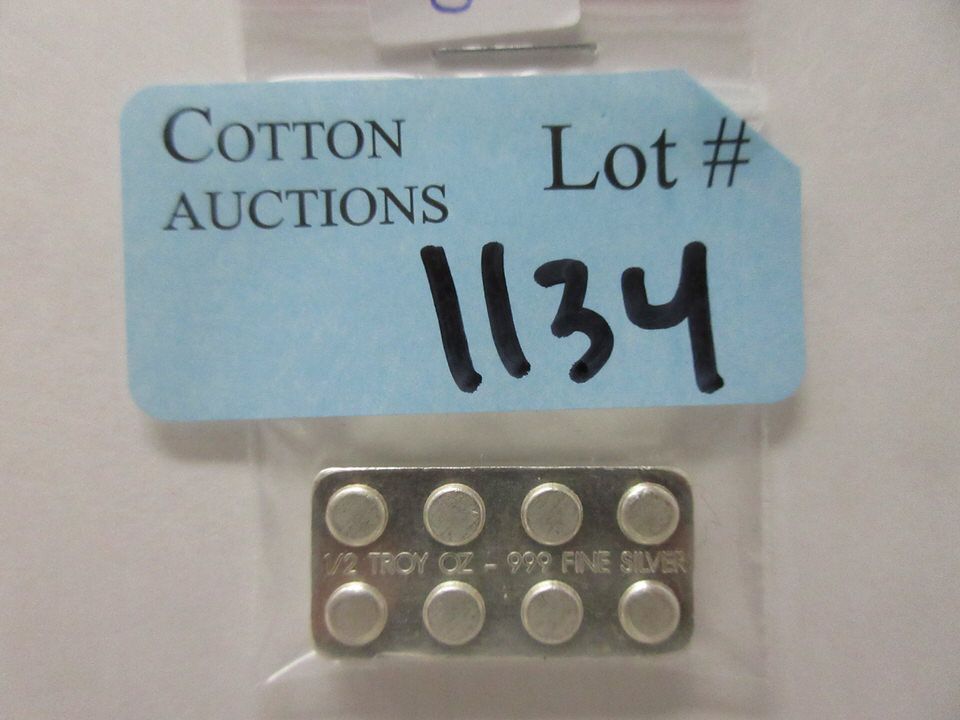 COTTON
AUCTIONS
Lot #
1134
1/2 TROY OZ - 999 FINE SILVER